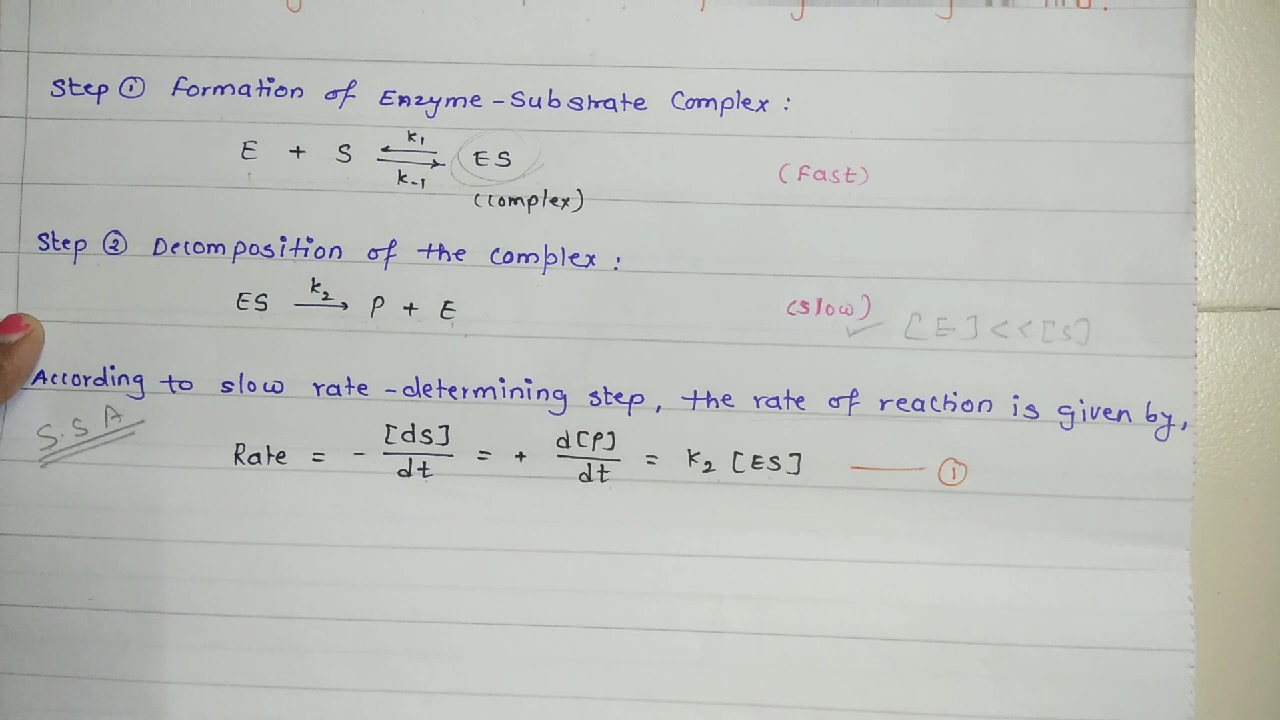 Step ① Formation of Enzyme-Substrate Complex :
E + S ⇌ ES
k₁
k₋₁
(Fast)
(complex)
Step ② Decomposition of the complex :
ES →k₂ P + E
(slow) ✓ [E]<<[S]
According to slow rate-determining step, the rate of reaction is given by,
S.S A
Rate = - [ds]/dt = + d[P]/dt = k₂ [ES] —— ①